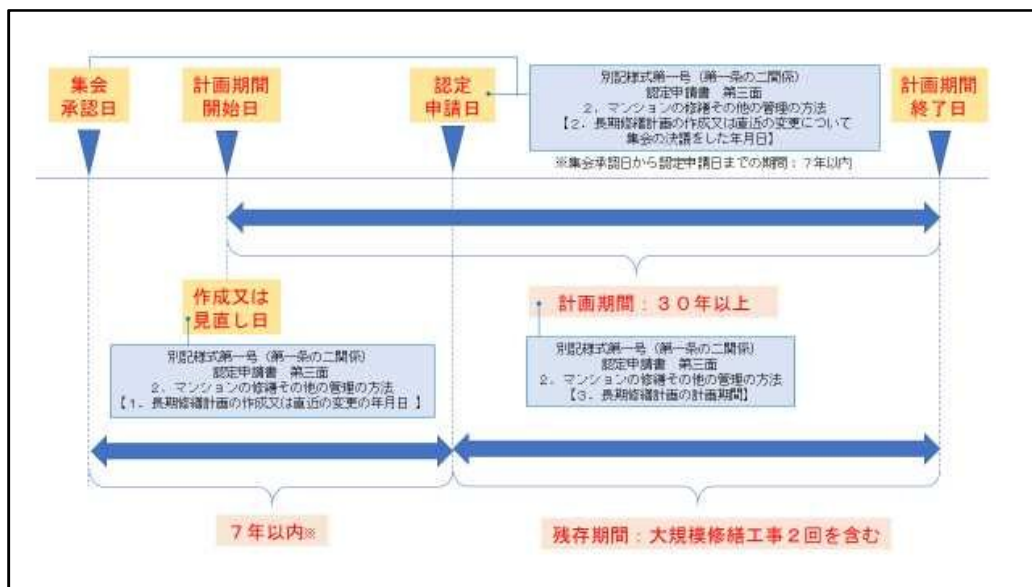 集会
承認日
計画期間
開始日
認定
申請日
別記様式第一号（第一条の二関係）
認定申請書　第三面
２．マンションの修繕その他の管理の方法
【２．長期修繕計画の作成又は直近の変更について
集会の決議をした年月日】
計画期間
終了日
※集会承認日から認定申請日までの期間：７年以内
作成又は
見直し日
計画期間：３０年以上
別記様式第一号（第一条の二関係）
認定申請書　第三面
２．マンションの修繕その他の管理の方法
【１．長期修繕計画の作成又は直近の変更の年月日】
別記様式第一号（第一条の二関係）
認定申請書　第三面
２．マンションの修繕その他の管理の方法
【３．長期修繕計画の計画期間】
７年以内※
残存期間：大規模修繕工事２回を含む